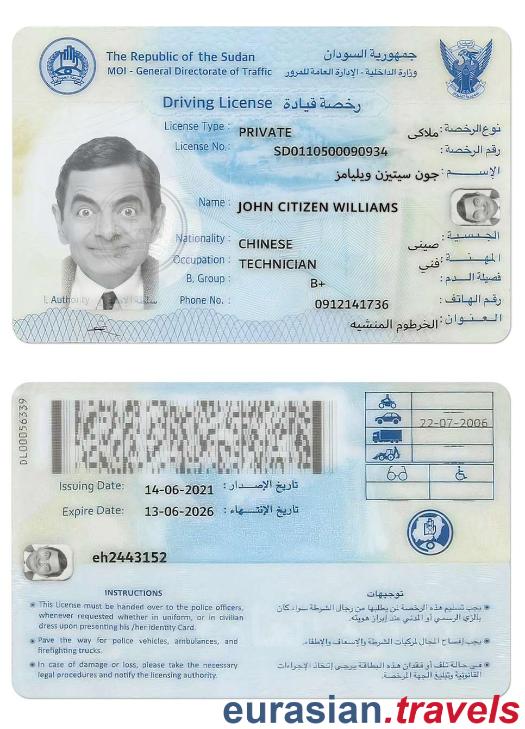 The Republic of the Sudan
جمهورية السودان
MOI - General Directorate of Traffic
وزارة الداخلية - الإدارة العامة للمرور
Driving License رخصة قيادة
License Type : PRIVATE ملاكى نوع الرخصة:
License No.: SD0110500090934 رقم الرخصة :
جون سيتيزن ويليامز الإســـم :
Name : JOHN CITIZEN WILLIAMS
Nationality : CHINESE صينى الجنسية :
Occupation : TECHNICIAN فني المهنة :
B, Group : B+ فصيلة الدم:
L Authority سلطة الإصدار Phone No. : 0912141736 رقم الهاتف :
الخرطوم المنشيه العنوان :
DL00056339
22-07-2006
Issuing Date: 14-06-2021 تاريخ الإصدار :
Expire Date: 13-06-2026 تاريخ الإنتهاء :
eh2443152
INSTRUCTIONS
This License must be handed over to the police officers, whenever requested whether in uniform, or in civilian dress upon presenting his /her identity Card.
Pave the way for police vehicles, ambulances, and firefighting trucks.
In case of damage or loss, please take the necessary legal procedures and notify the licensing authority.
توجيهات
يجب تسليم هذه الرخصة لمن يطلبها من رجال الشرطة سواء كان بالزي الرسمي أو المدني عند إبراز هويته.
يجب إفساح المجال لمركبات الشرطة والإسعاف والإطفاء.
في حالة تلف أو فقدان هذه البطاقة يرجى إتخاذ الإجراءات القانونية وتبليغ الجهة المرخصة.
eurasian.travels